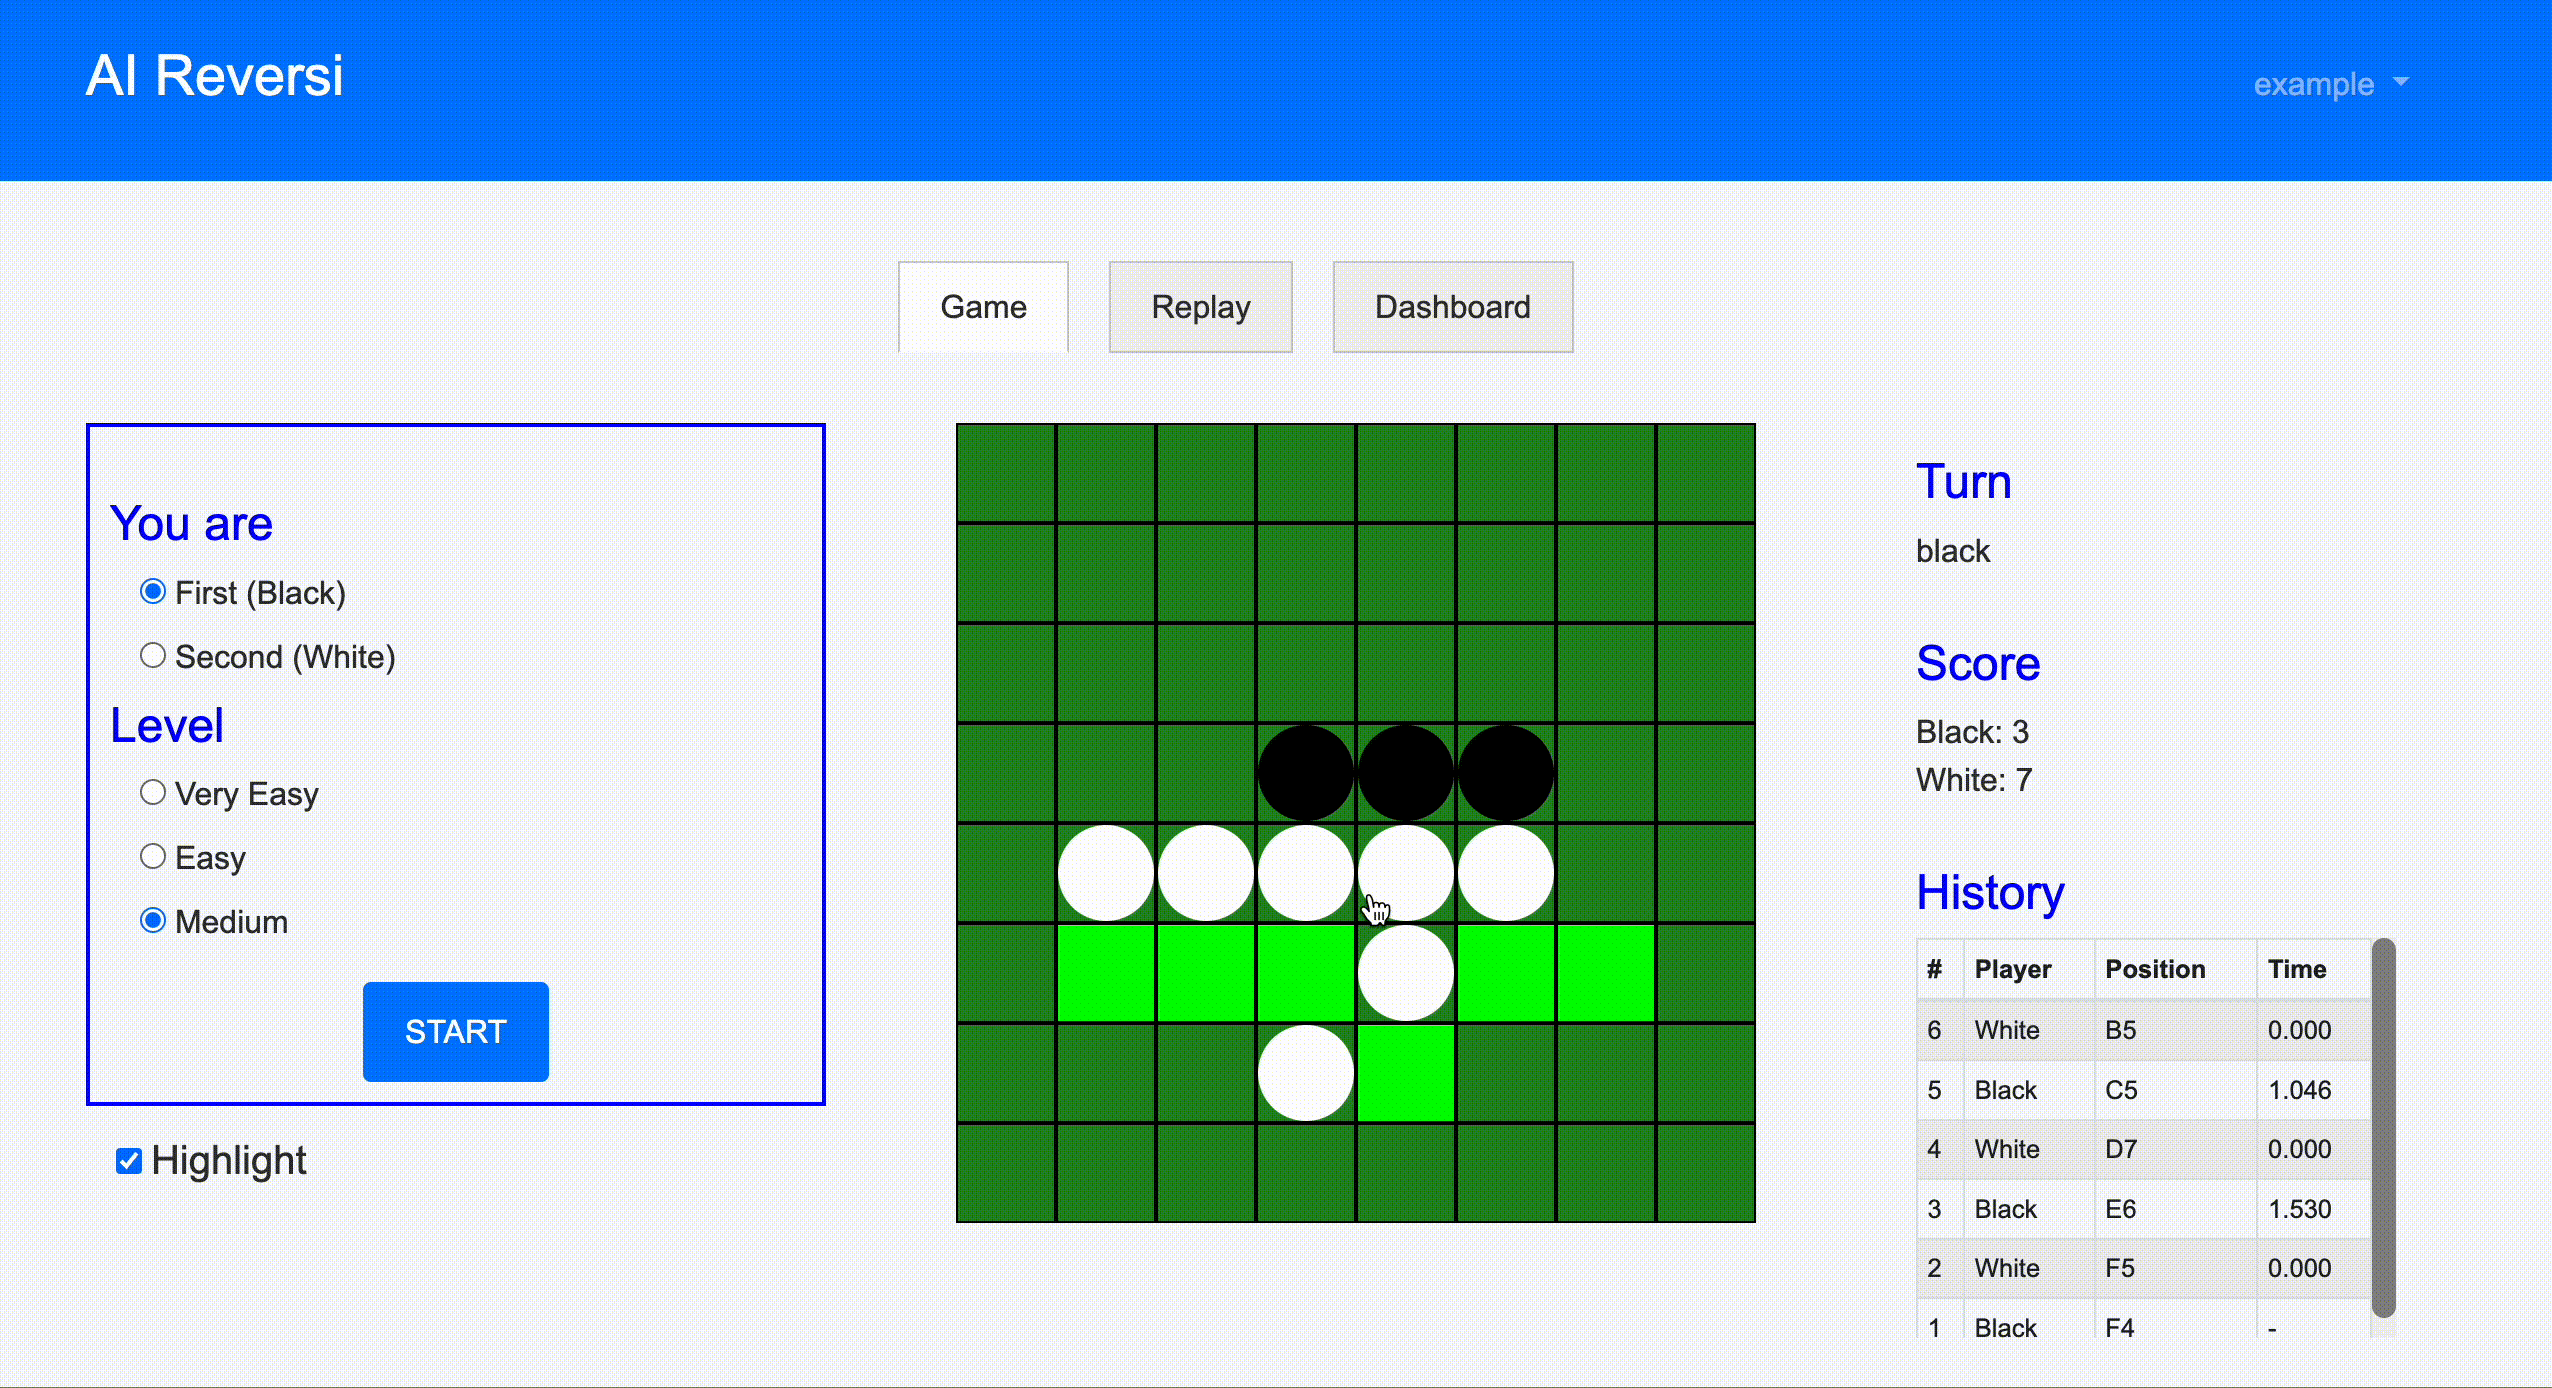 AI Reversi
example
Game
Replay
Dashboard
You are
First (Black)
Second (White)
Level
Very Easy
Easy
Medium
START
Highlight
Turn
black
Score
Black: 3
White: 7
History
# Player Position Time
6 White B5 0.000
5 Black C5 1.046
4 White D7 0.000
3 Black E6 1.530
2 White F5 0.000
1 Black F4 -